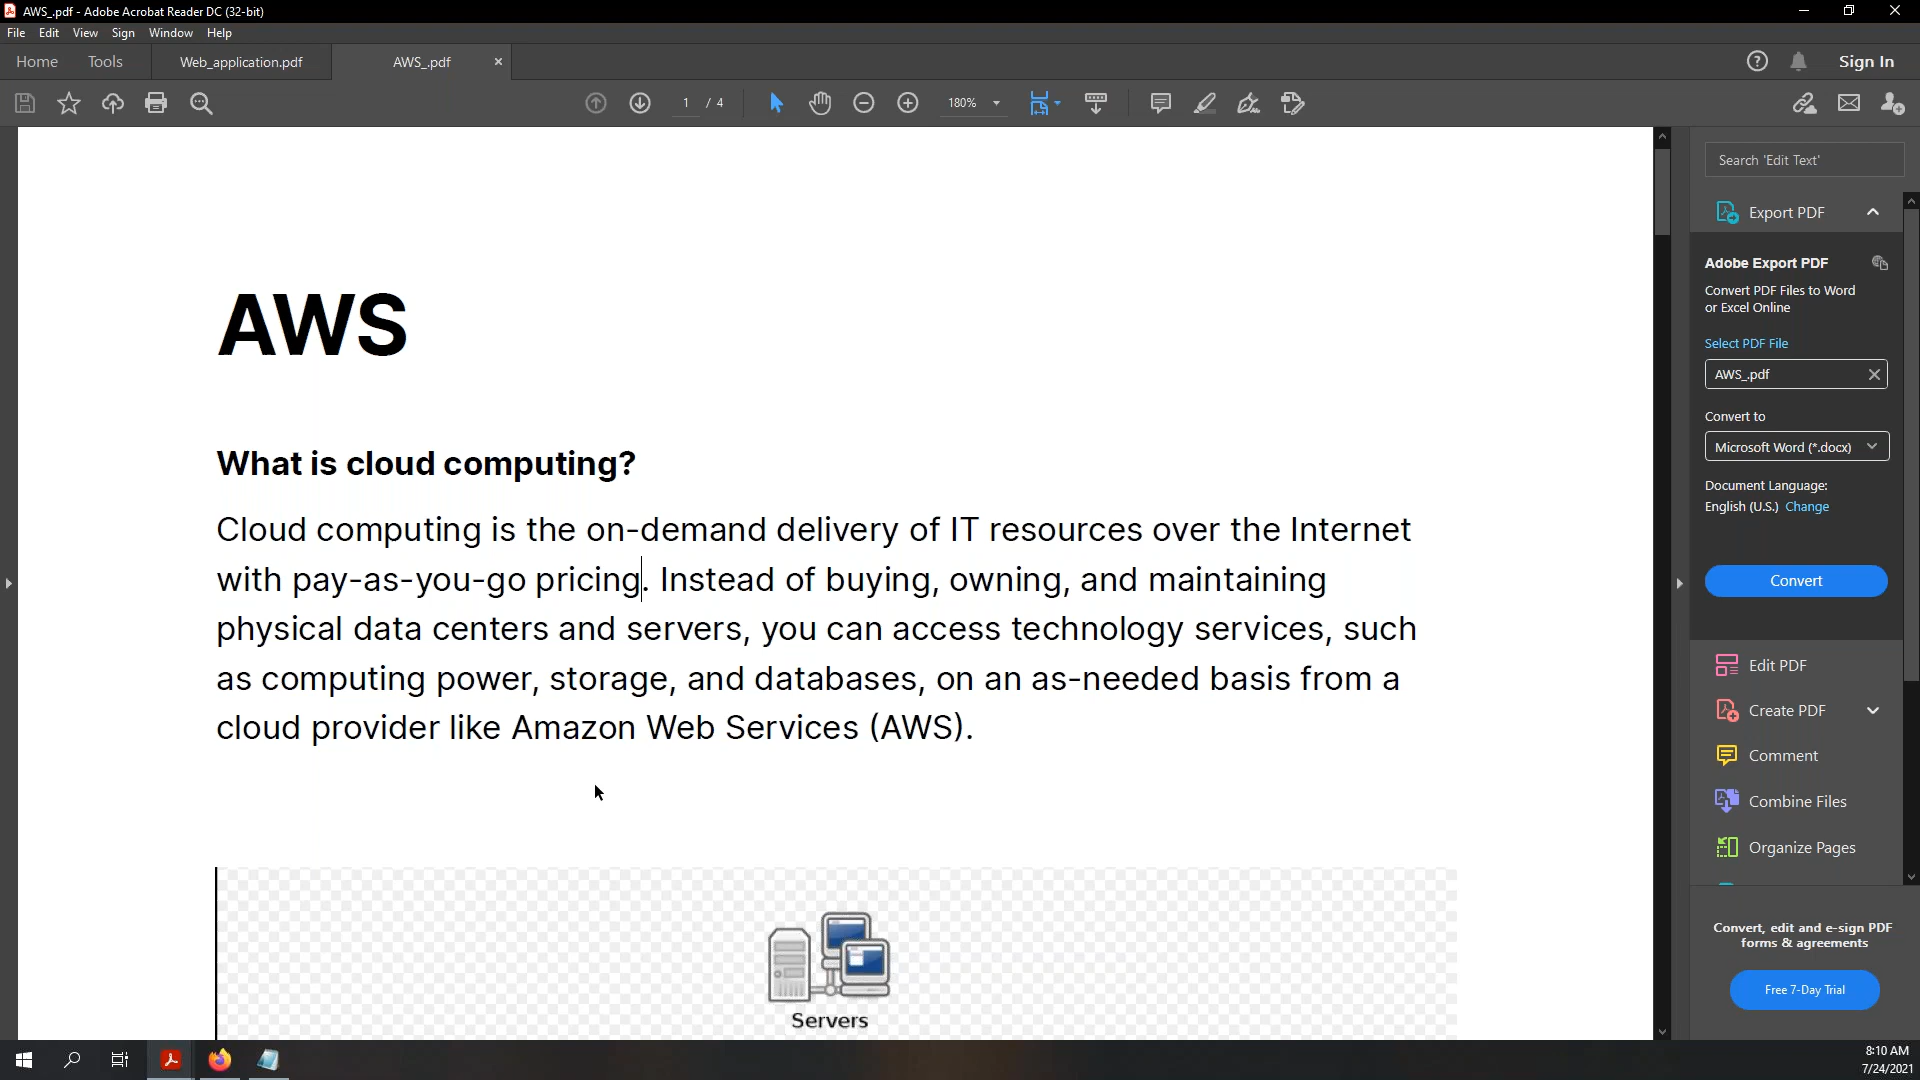 AWS_.pdf - Adobe Acrobat Reader DC (32-bit)
File Edit View Sign Window Help
Home Tools Web_application.pdf AWS_.pdf Sign In
1 / 4 180%
Search 'Edit Text'
Export PDF
Adobe Export PDF
Convert PDF Files to Word
or Excel Online
Select PDF File
AWS_.pdf
Convert to
Microsoft Word (*.docx)
Document Language:
English (U.S.) Change
Convert
Edit PDF
Create PDF
Comment
Combine Files
Organize Pages
Convert, edit and e-sign PDF
forms & agreements
Free 7-Day Trial
AWS
What is cloud computing?
Cloud computing is the on-demand delivery of IT resources over the Internet
with pay-as-you-go pricing. Instead of buying, owning, and maintaining
physical data centers and servers, you can access technology services, such
as computing power, storage, and databases, on an as-needed basis from a
cloud provider like Amazon Web Services (AWS).
Servers
8:10 AM
7/24/2021